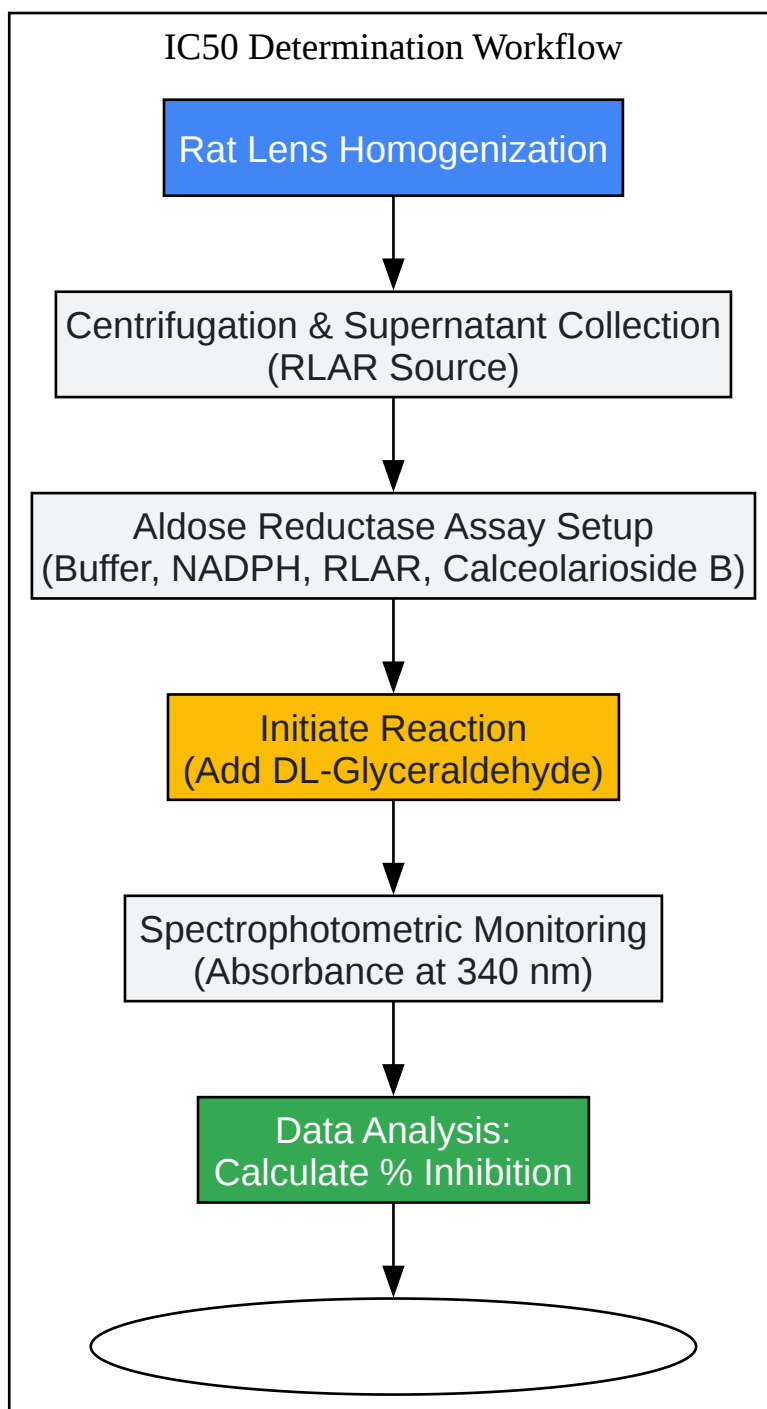 IC50 Determination Workflow
Rat Lens Homogenization
Centrifugation & Supernatant Collection
(RLAR Source)
Aldose Reductase Assay Setup
(Buffer, NADPH, RLAR, Calceolarioside B)
Initiate Reaction
(Add DL-Glyceraldehyde)
Spectrophotometric Monitoring
(Absorbance at 340 nm)
Data Analysis:
Calculate % Inhibition